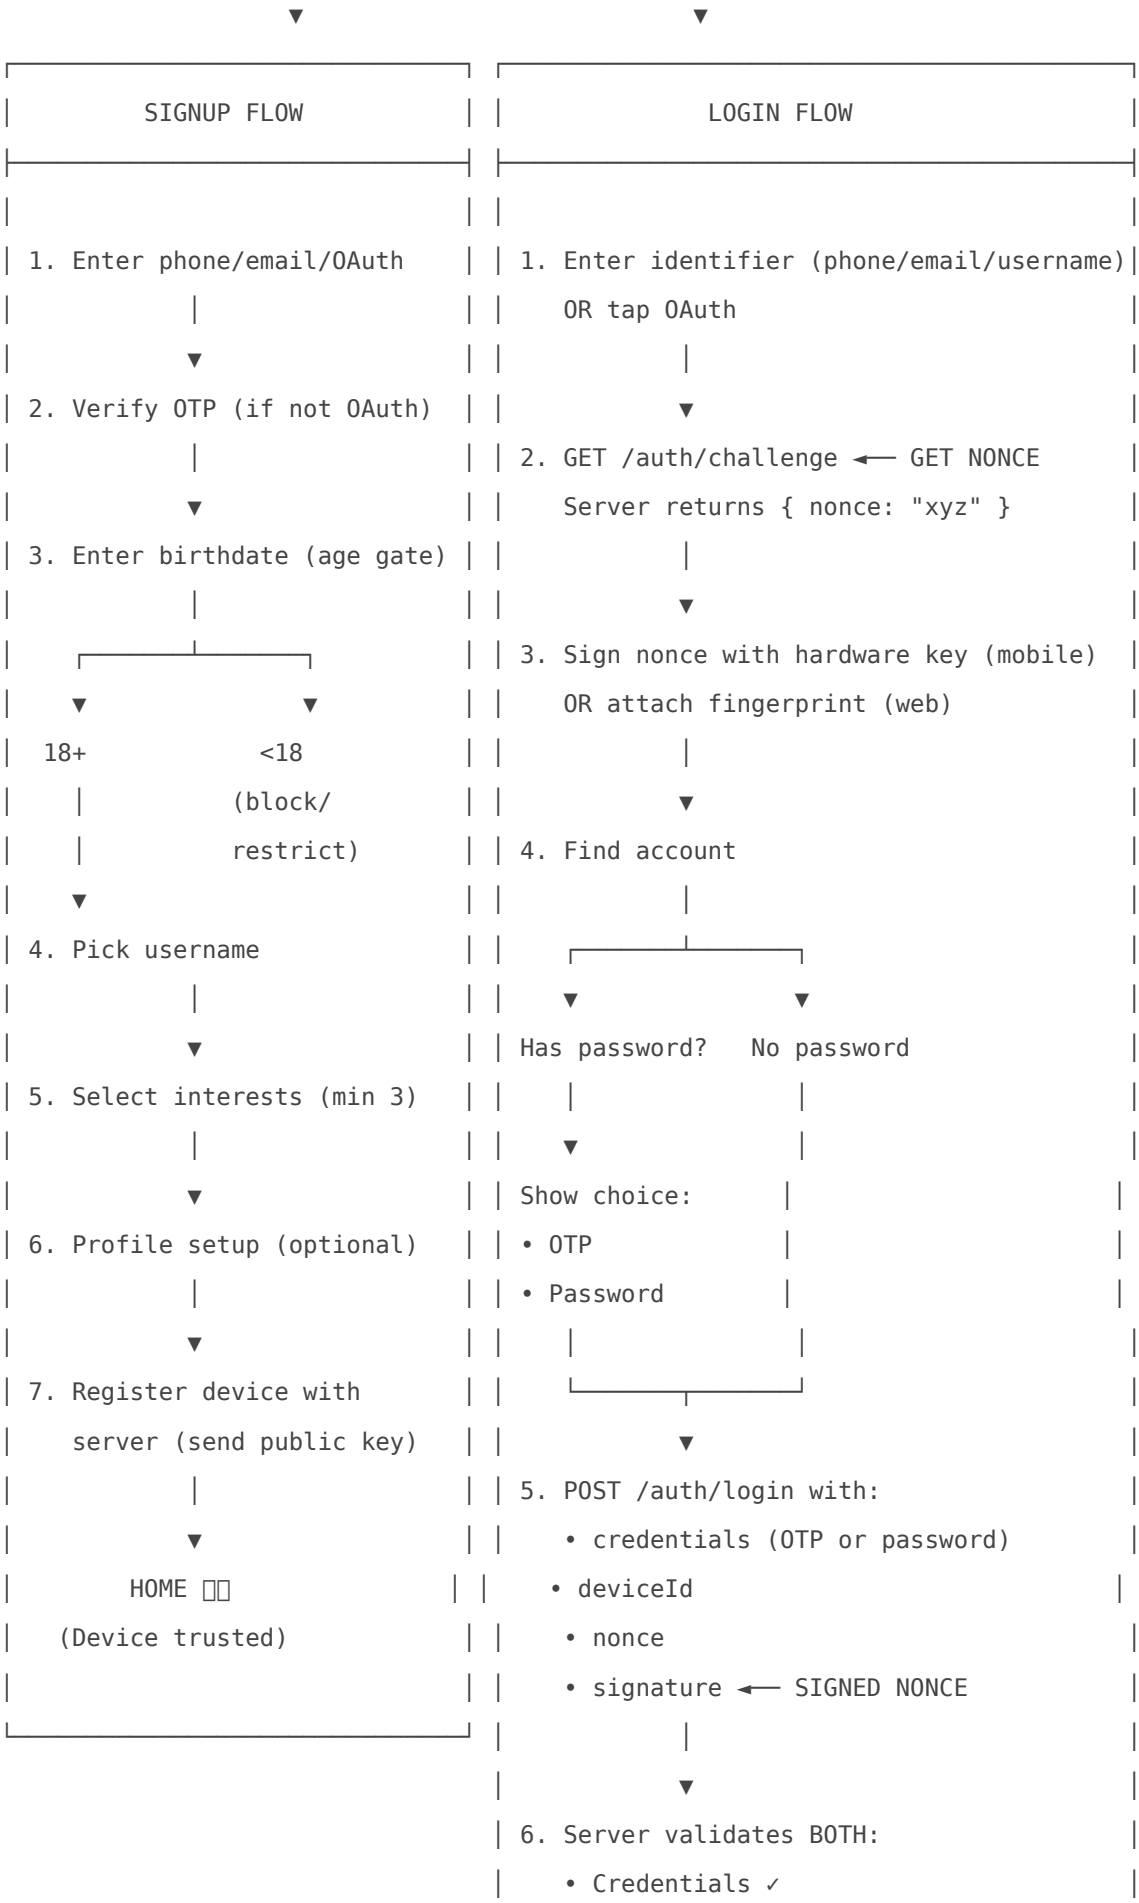 SIGNUP FLOW
1. Enter phone/email/OAuth
2. Verify OTP (if not OAuth)
3. Enter birthdate (age gate)
18+ <18
(block/
restrict)
4. Pick username
5. Select interests (min 3)
6. Profile setup (optional)
7. Register device with
server (send public key)
HOME
(Device trusted)
LOGIN FLOW
1. Enter identifier (phone/email/username)
OR tap OAuth
2. GET /auth/challenge ◄── GET NONCE
Server returns { nonce: "xyz" }
3. Sign nonce with hardware key (mobile)
OR attach fingerprint (web)
4. Find account
Has password? No password
Show choice:
• OTP
• Password
5. POST /auth/login with:
• credentials (OTP or password)
• deviceId
• nonce
• signature ◄── SIGNED NONCE
6. Server validates BOTH:
• Credentials ✓